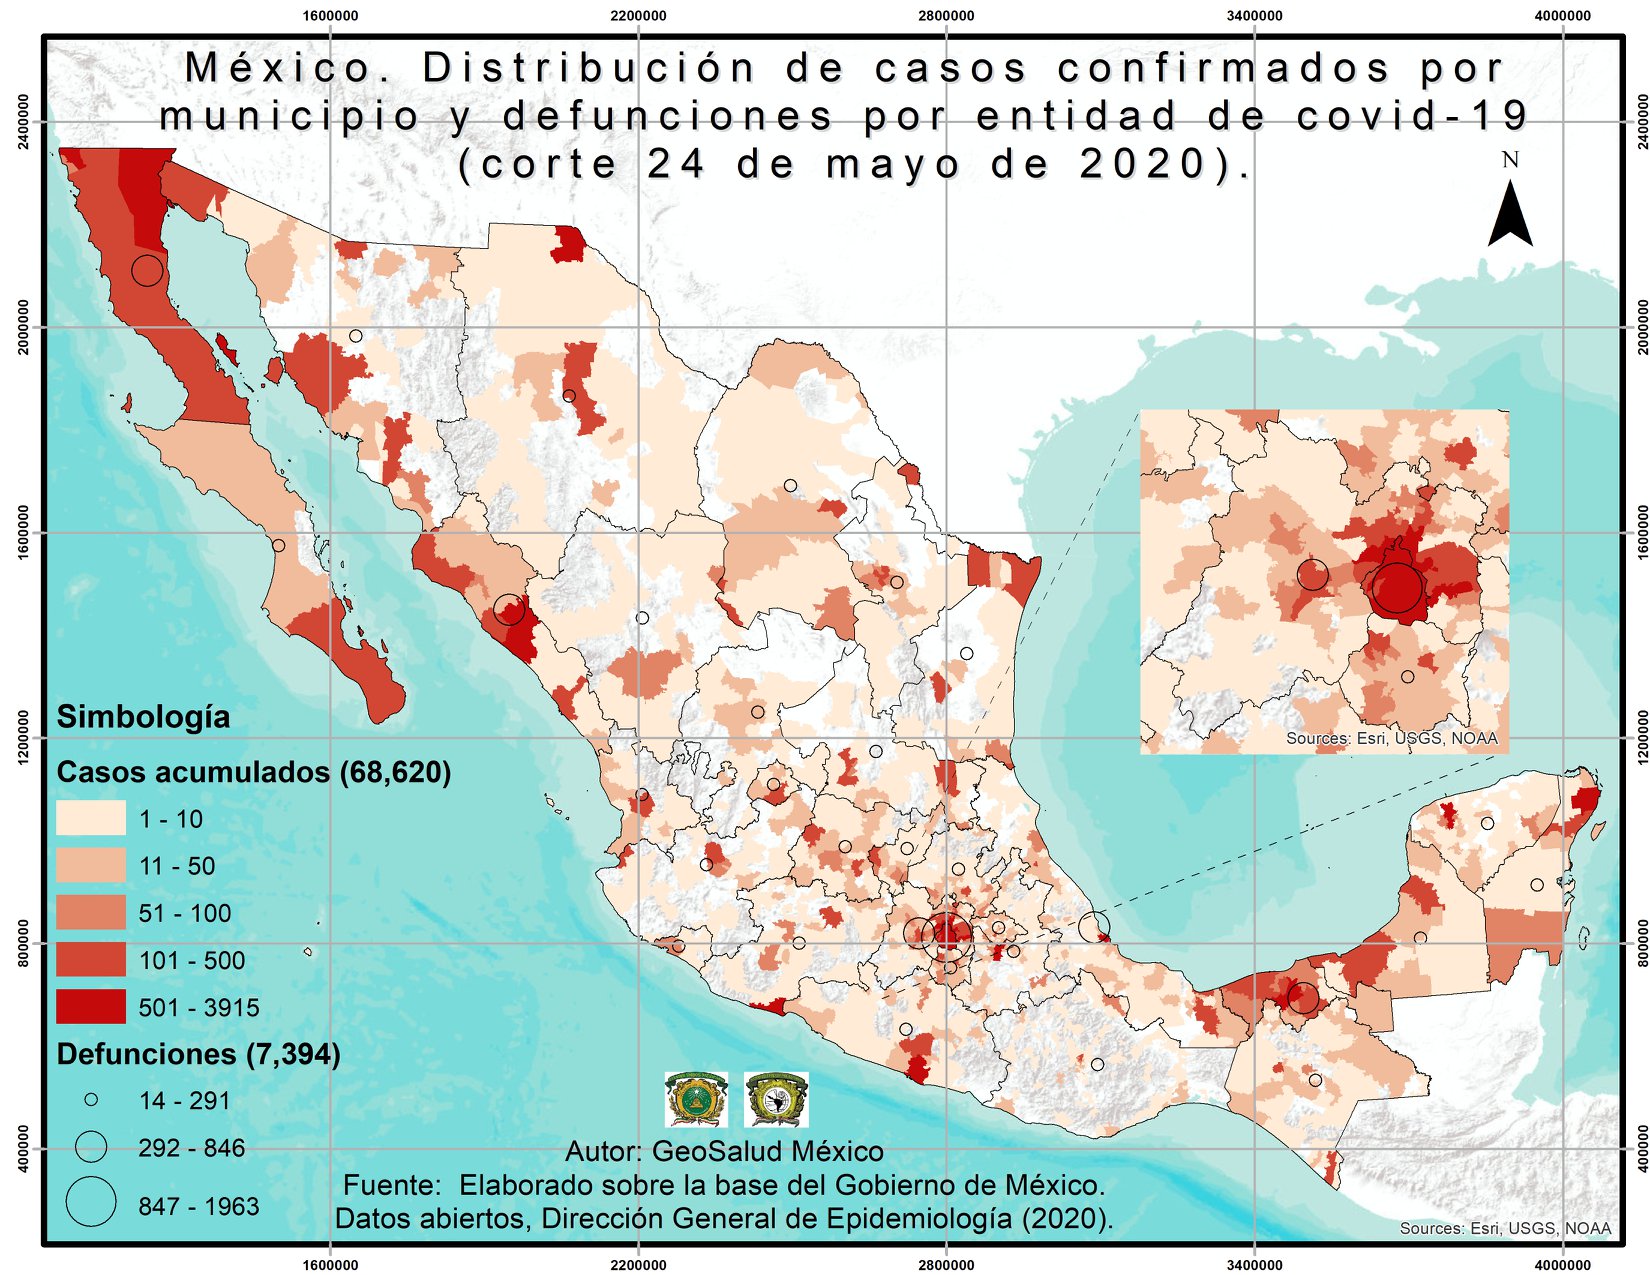 1600000 2200000 2800000 3400000 4000000
México. Distribución de casos confirmados por
municipio y defunciones por entidad de covid-19
(corte 24 de mayo de 2020).
N
2400000 2400000
2000000 2000000
1600000 1600000
1200000 1200000
800000 800000
400000 400000
Sources: Esri, USGS, NOAA
Simbología
Casos acumulados (68,620)
1 - 10
11 - 50
51 - 100
101 - 500
501 - 3915
Defunciones (7,394)
14 - 291
292 - 846
847 - 1963
Autor: GeoSalud México
Fuente: Elaborado sobre la base del Gobierno de México.
Datos abiertos, Dirección General de Epidemiología (2020).
Sources: Esri, USGS, NOAA
1600000 2200000 2800000 3400000 4000000